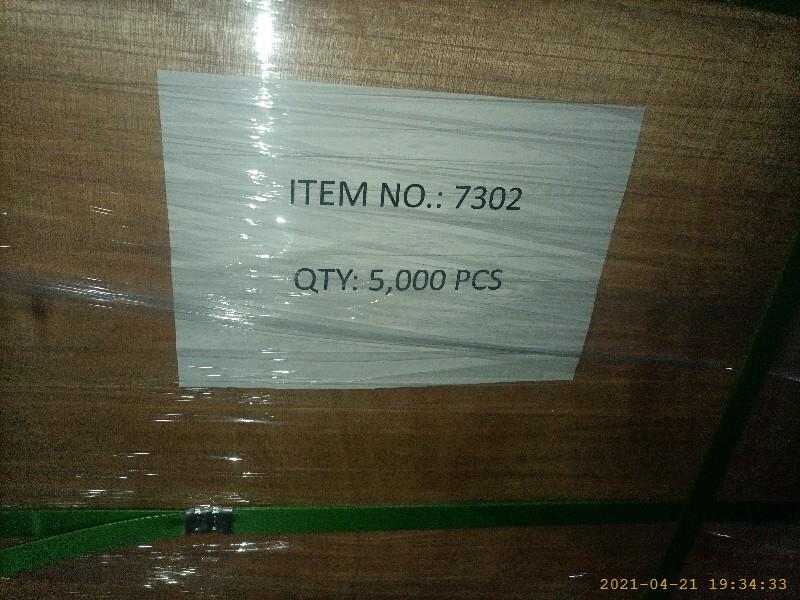 ITEM NO.: 7302
QTY: 5,000 PCS
2021-04-21 19:34:33